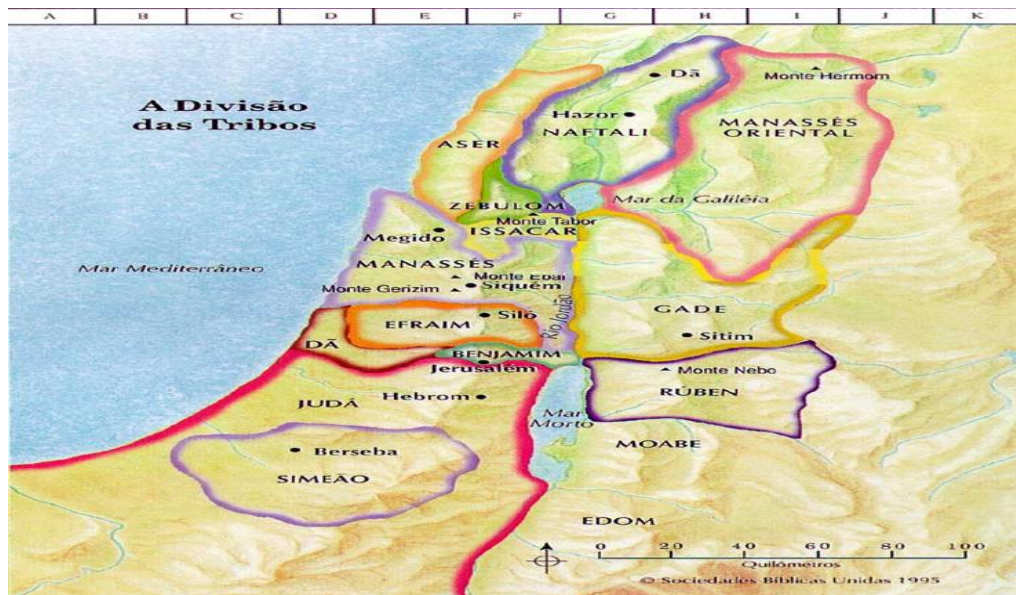 A B C D E F G H I J K
A Divisão
das Tribos
Dã
Monte Hermom
Hazor
NAFTALI
MANASSÉS
ORIENTAL
ASER
Mar da Galiléia
ZEBULOM
Monte Tabor
ISSACAR
Megido
Mar Mediterrâneo
MANASSÉS
Monte Ebal
Monte Gerizim
Siquém
Rio Jordão
GADE
Siló
EFRAIM
Sitim
DÃ
BENJAMIM
Jerusalém
Monte Nebo
RÚBEN
JUDÁ
Hebrom
Mar
Morto
MOABE
Berseba
SIMEÃO
EDOM
0 20 40 60 80 100
Quilômetros
© Sociedades Bíblicas Unidas 1995